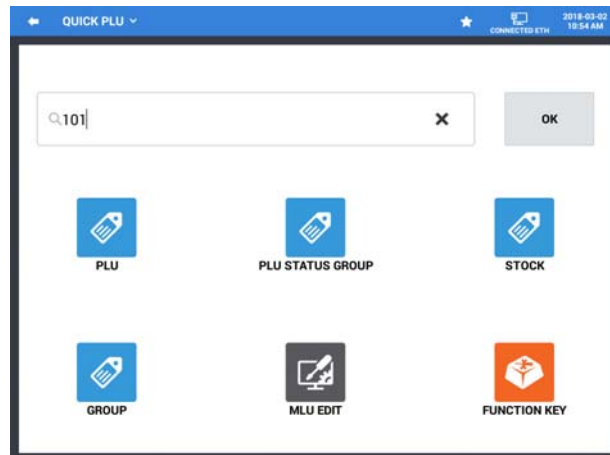 QUICK PLU
CONNECTED ETH
2018-03-02
10:54 AM
101
OK
PLU
PLU STATUS GROUP
STOCK
GROUP
MLU EDIT
FUNCTION KEY